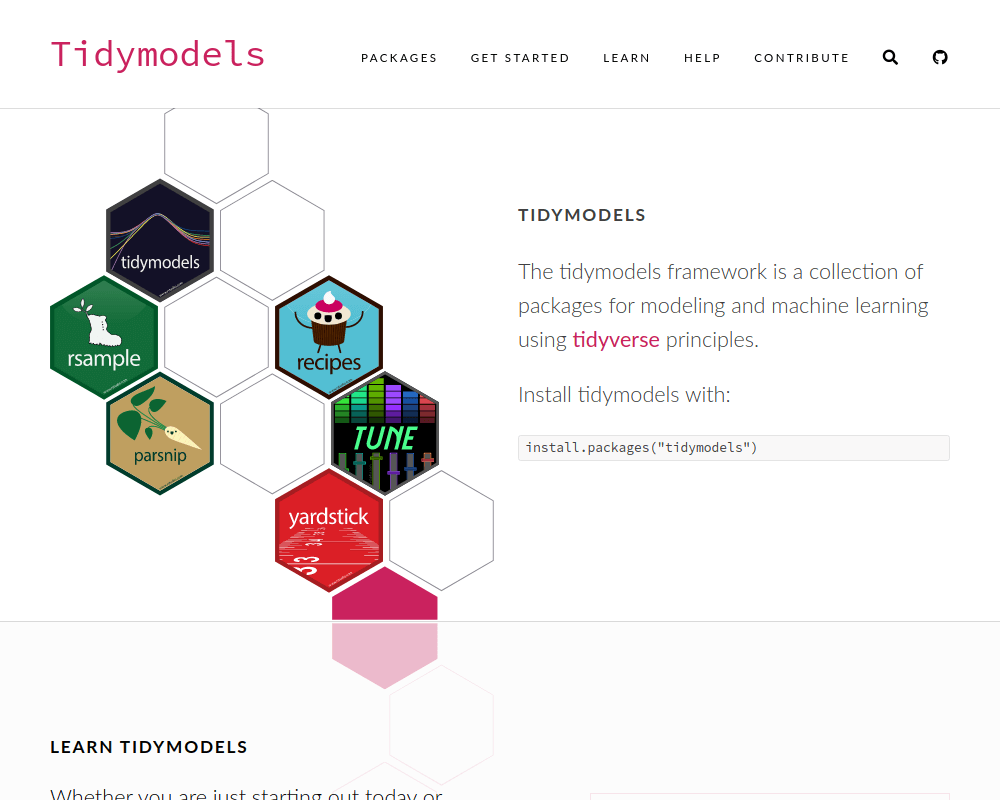 Tidymodels
PACKAGES GET STARTED LEARN HELP CONTRIBUTE
tidymodels
rsample
recipes
parsnip
TUNE
yardstick
TIDYMODELS
The tidymodels framework is a collection of
packages for modeling and machine learning
using tidyverse principles.
Install tidymodels with:
install.packages("tidymodels")
LEARN TIDYMODELS
Whether you are just starting out today or